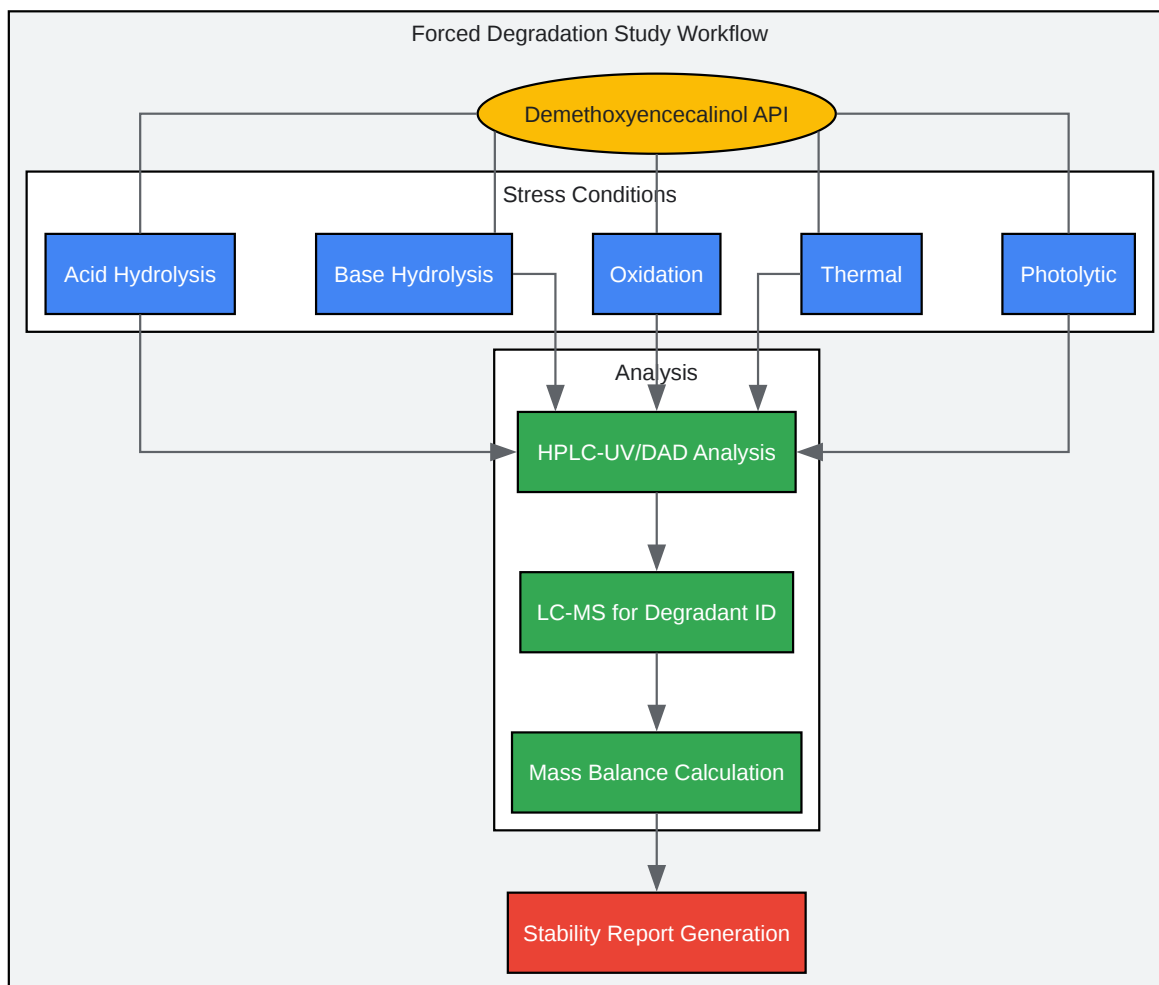 Forced Degradation Study Workflow
Demethoxyencecalinol API
Stress Conditions
Acid Hydrolysis
Base Hydrolysis
Oxidation
Thermal
Photolytic
Analysis
HPLC-UV/DAD Analysis
LC-MS for Degradant ID
Mass Balance Calculation
Stability Report Generation